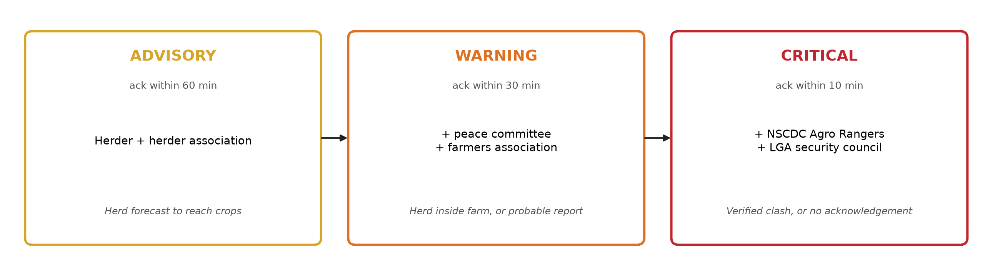 ADVISORY
ack within 60 min
Herder + herder association
Herd forecast to reach crops
WARNING
ack within 30 min
+ peace committee
+ farmers association
Herd inside farm, or probable report
CRITICAL
ack within 10 min
+ NSCDC Agro Rangers
+ LGA security council
Verified clash, or no acknowledgement